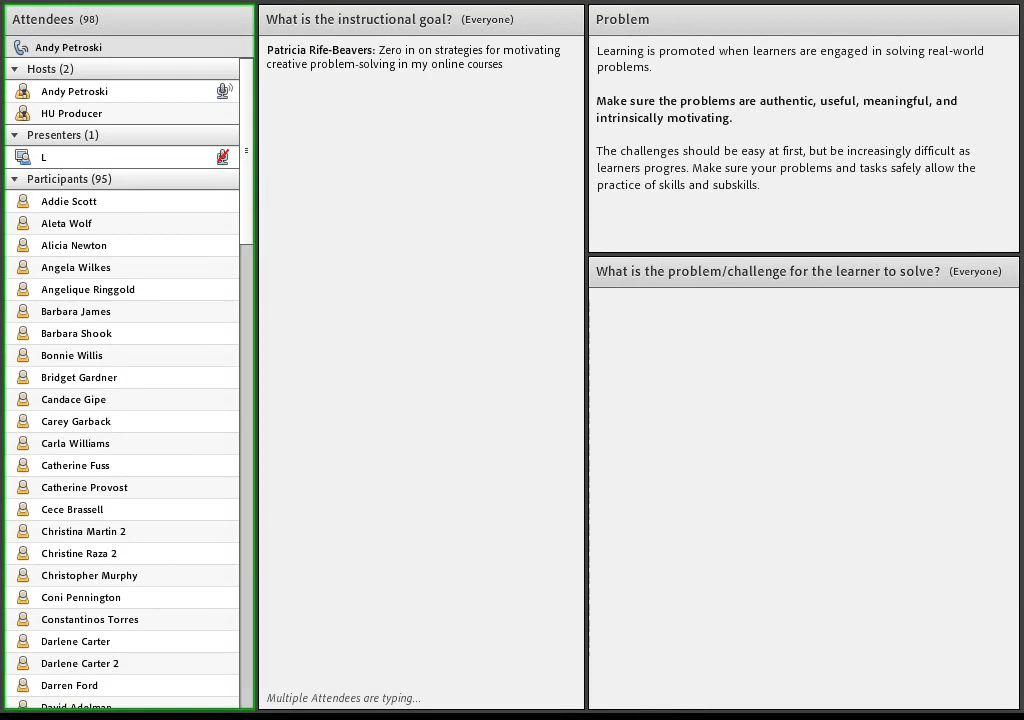 Attendees (98)
Andy Petroski
Hosts (2)
Andy Petroski
HU Producer
Presenters (1)
L
Participants (95)
Addie Scott
Aleta Wolf
Alicia Newton
Angela Wilkes
Angelique Ringgold
Barbara James
Barbara Shook
Bonnie Willis
Bridget Gardner
Candace Gipe
Carey Garback
Carla Williams
Catherine Fuss
Catherine Provost
Cece Brassell
Christina Martin 2
Christine Raza 2
Christopher Murphy
Coni Pennington
Constantinos Torres
Darlene Carter
Darlene Carter 2
Darren Ford
David Adelman
What is the instructional goal? (Everyone)
Patricia Rife-Beavers: Zero in on strategies for motivating
creative problem-solving in my online courses
Multiple Attendees are typing...
Problem
Learning is promoted when learners are engaged in solving real-world
problems.
Make sure the problems are authentic, useful, meaningful, and
intrinsically motivating.
The challenges should be easy at first, but be increasingly difficult as
learners progres. Make sure your problems and tasks safely allow the
practice of skills and subskills.
What is the problem/challenge for the learner to solve? (Everyone)